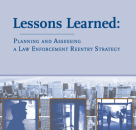 Lessons Learned:
Planning and Assessing
a Law Enforcement Reentry Strategy